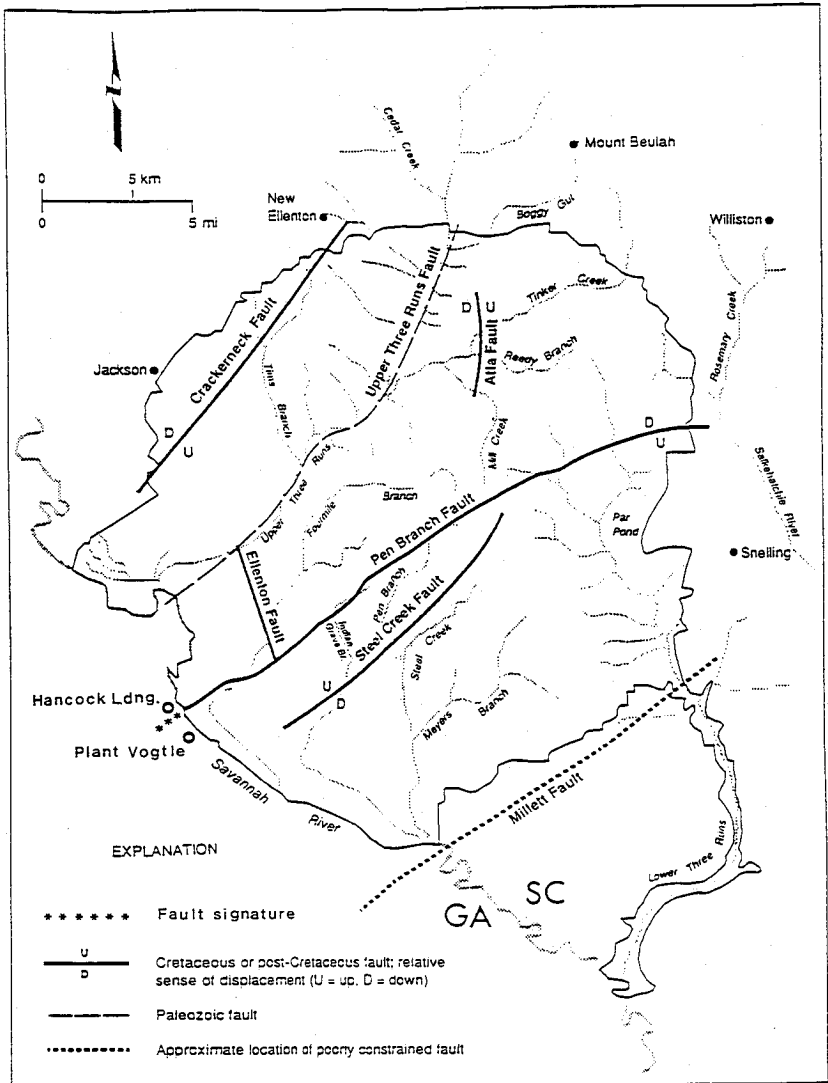 Cedar Creek
Mount Beulah
0 5 km
0 5 mi
New
Ellenton
Boggy Gut
Williston
Upper Three Runs Fault
D U
Tinker Creek
Crackerneck Fault
Atta Fault
Reedy Branch
Rosemary Creek
Jackson
Tims Branch
D
U
Mill Creek
D
U
Upper Three Runs
Fourmile Branch
Pen Branch Fault
Par
Pond
Salkehatchie River
Snelling
Ellenton Fault
Pen Branch
Steel Creek Fault
Indian
Grave Br
Steel Creek
U
D
Hancock Ldng.
***
Plant Vogtle
Meyers Branch
Savannah River
Millett Fault
Lower Three Runs
GA SC
EXPLANATION
****** Fault signature
U
D
Cretaceous or post-Cretaceous fault; relative
sense of displacement (U = up, D = down)
Paleozoic fault
Approximate location of poorly constrained fault